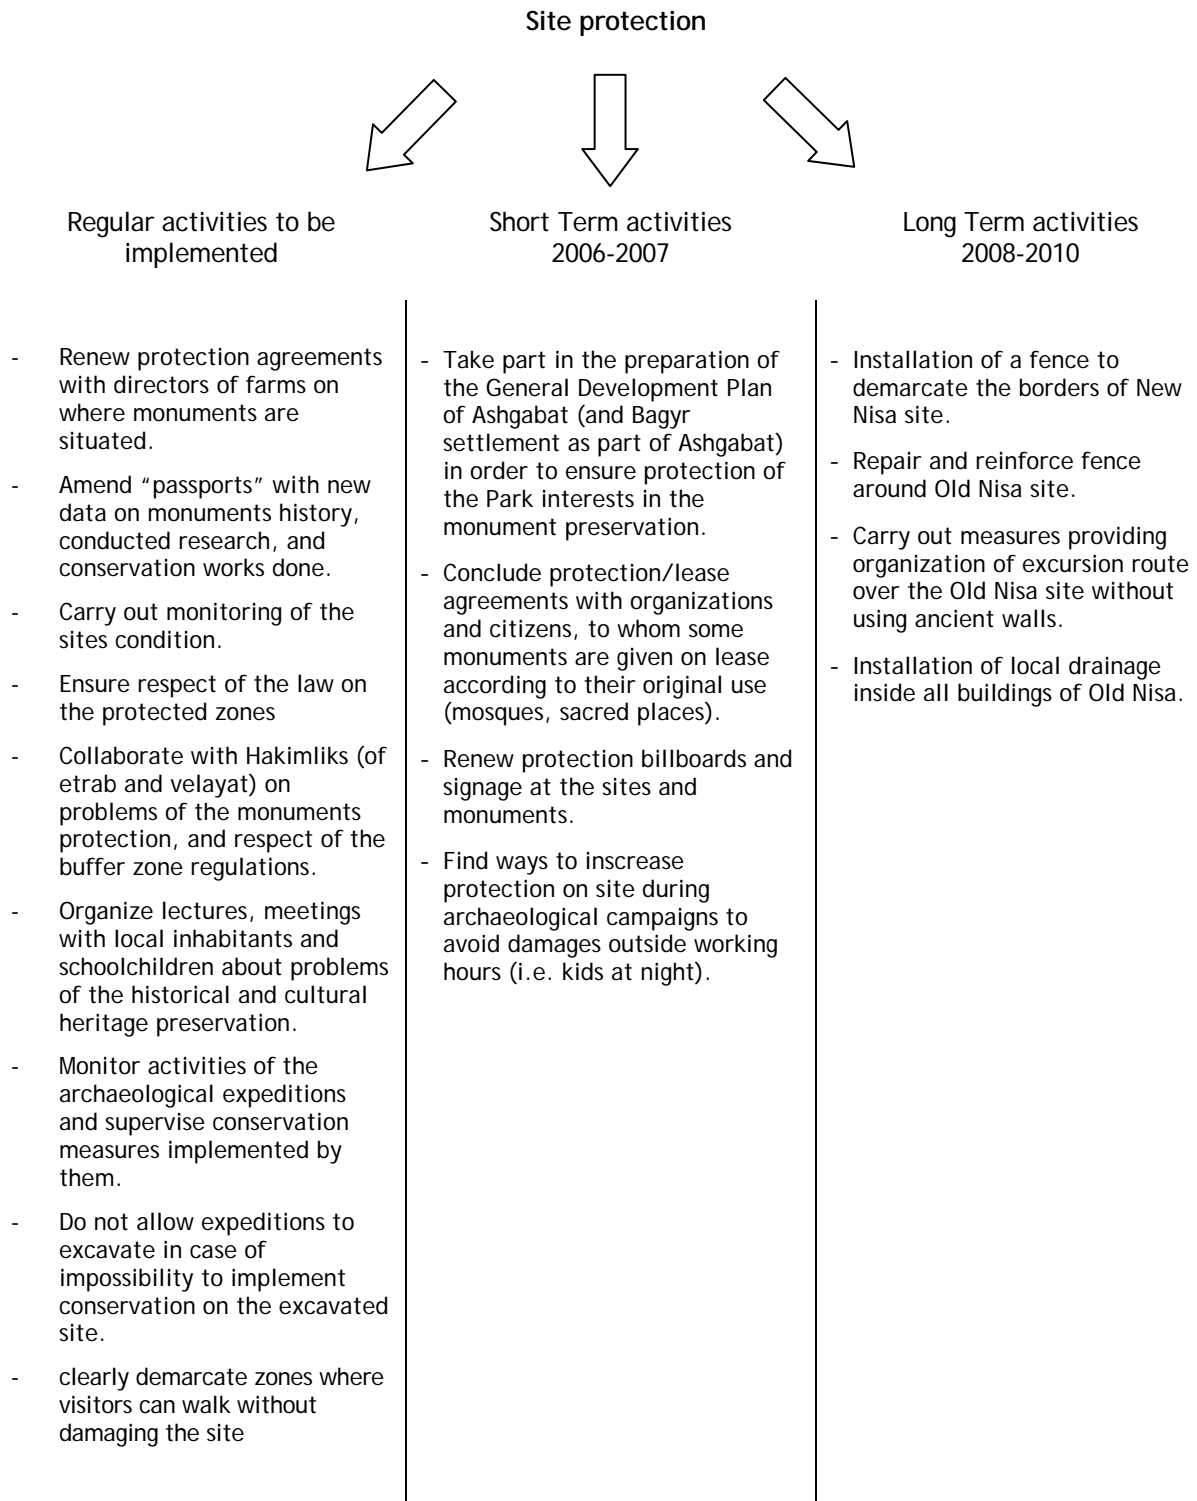 Site protection
Regular activities to be
implemented
- Renew protection agreements
with directors of farms on
where monuments are
situated.
- Amend “passports” with new
data on monuments history,
conducted research, and
conservation works done.
- Carry out monitoring of the
sites condition.
- Ensure respect of the law on
the protected zones
- Collaborate with Hakimliks (of
etrab and velayat) on
problems of the monuments
protection, and respect of the
buffer zone regulations.
- Organize lectures, meetings
with local inhabitants and
schoolchildren about problems
of the historical and cultural
heritage preservation.
- Monitor activities of the
archaeological expeditions
and supervise conservation
measures implemented by
them.
- Do not allow expeditions to
excavate in case of
impossibility to implement
conservation on the excavated
site.
- clearly demarcate zones where
visitors can walk without
damaging the site
Short Term activities
2006-2007
- Take part in the preparation of
the General Development Plan
of Ashgabat (and Bagyr
settlement as part of Ashgabat)
in order to ensure protection of
the Park interests in the
monument preservation.
- Conclude protection/lease
agreements with organizations
and citizens, to whom some
monuments are given on lease
according to their original use
(mosques, sacred places).
- Renew protection billboards and
signage at the sites and
monuments.
- Find ways to inscrease
protection on site during
archaeological campaigns to
avoid damages outside working
hours (i.e. kids at night).
Long Term activities
2008-2010
- Installation of a fence to
demarcate the borders of New
Nisa site.
- Repair and reinforce fence
around Old Nisa site.
- Carry out measures providing
organization of excursion route
over the Old Nisa site without
using ancient walls.
- Installation of local drainage
inside all buildings of Old Nisa.